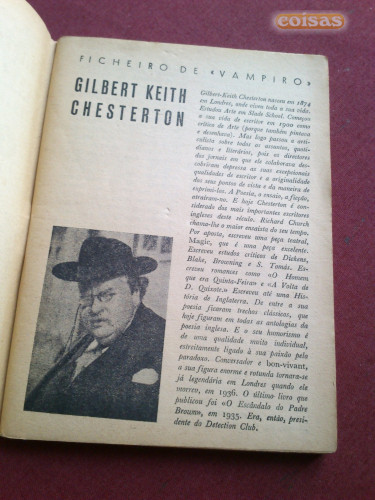 coisas
FICHEIRO DE «VAMPIRO»
GILBERT KEITH
CHESTERTON
Gilbert-Keith Chesterton nasceu em 1874
em Londres, onde viveu toda a sua vida.
Estudou Arte em Slade School. Começou
a sua vida de escritor em 1900 como
crítico de Arte (porque também pintava
e desenhava). Mas logo passou a arti-
culista sobre todos os assuntos, quoti-
dianos e literários, pois os directores
dos jornais em que ele colaborava des-
cobriram depressa as suas excepcionais
qualidades de escritor e a originalidade
dos seus pontos de vista e da maneira de
exprimi-los. A Poesia, o ensaio, a ficção,
atraíram-no. E hoje Chesterton é con-
siderado dos mais importantes escritores
ingleses deste século. Richard Church
chama-lhe o maior ensaísta do seu tempo.
Por aposta, escreveu uma peça teatral,
Magic, que é uma peça excelente.
Escreveu estudos críticos de Dickens,
Blake, Browning e S. Tomás. Es-
creveu romances como «O Homem
que era Quinta-Feira» e «A Volta de
D. Quixote.» Escreveu até uma His-
tória de Inglaterra. De entre a sua
poesia ficaram trechos clássicos, que
hoje figuram em todas as antologias da
poesia inglesa. E o seu humorismo é
de uma qualidade muito individual,
estreitamente ligado à sua paixão pelo
paradoxo. Conversador e bon-vivant,
a sua figura enorme e rotunda tornara-se
já legendária em Londres quando ele
morreu, em 1936. O último livro que
publicou foi «O Escândalo do Padre
Brown», em 1935. Era, então, presi-
dente do Detection Club.